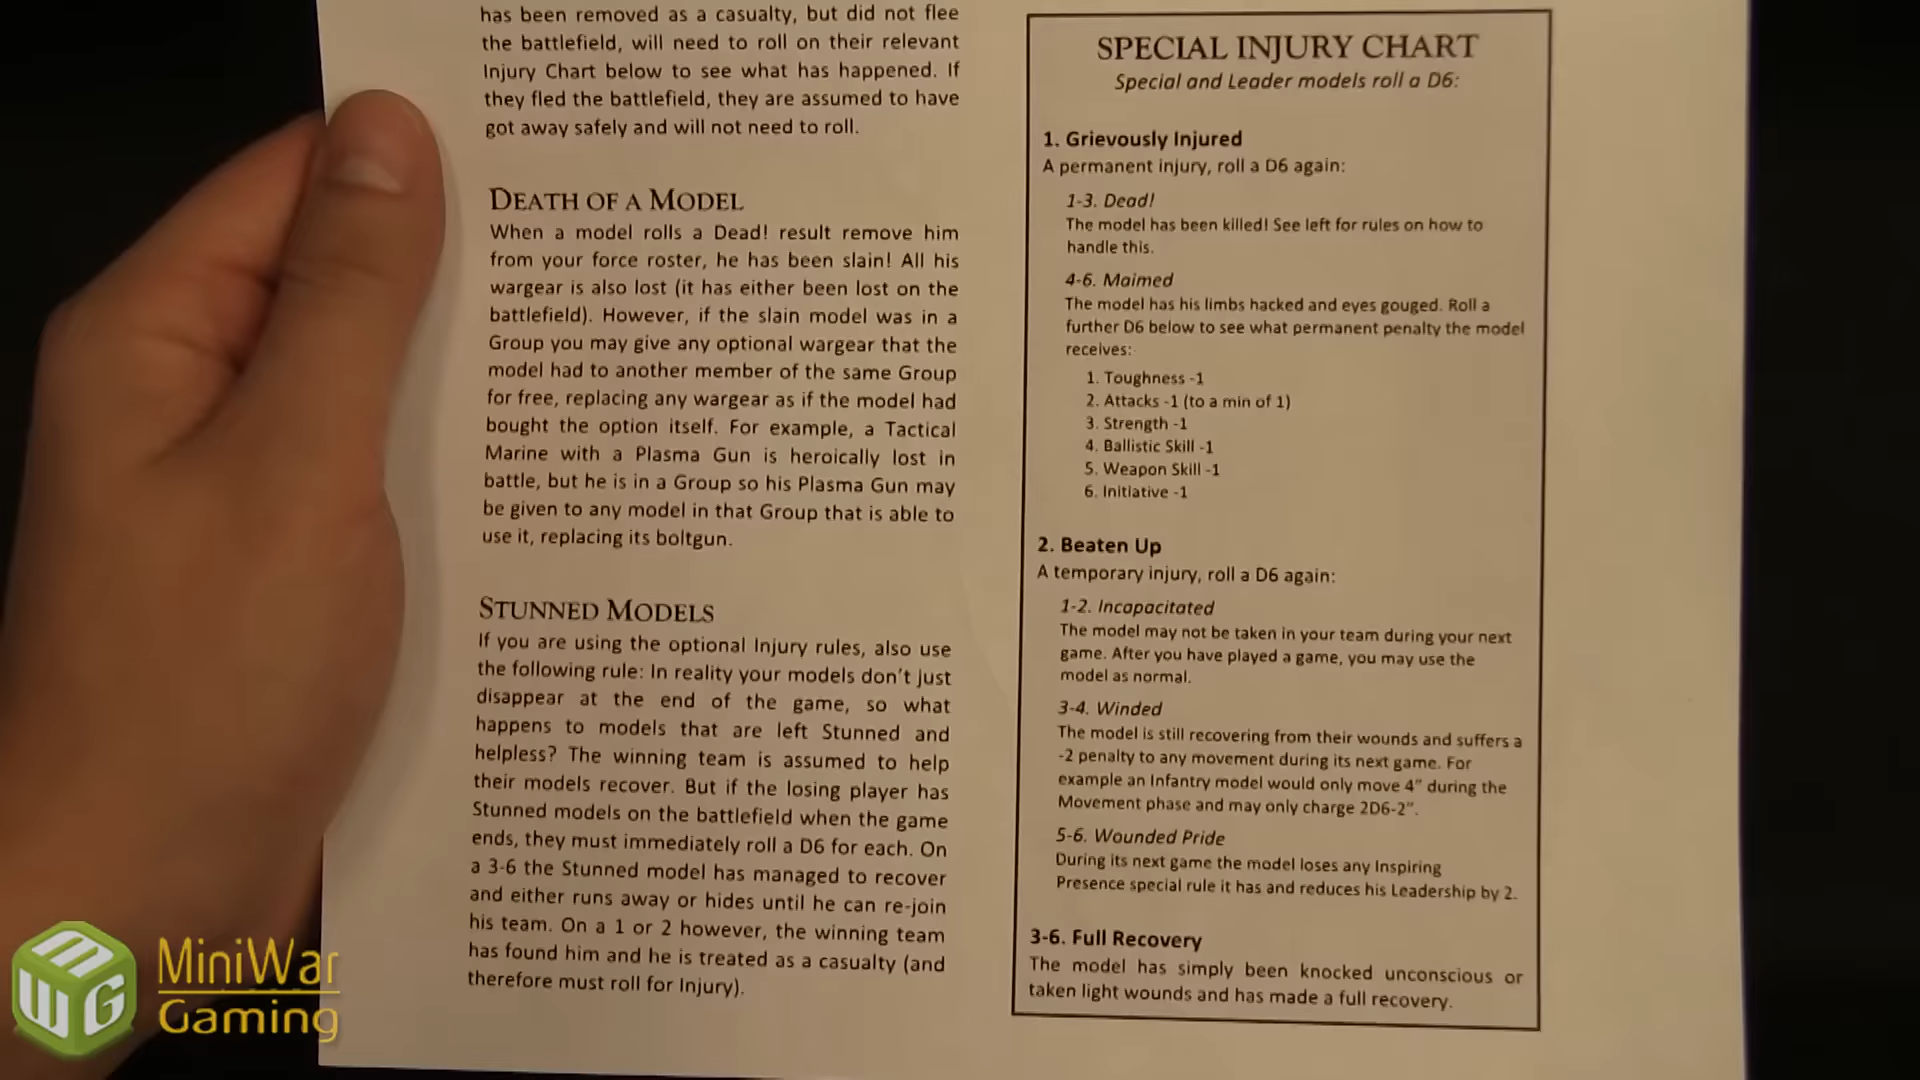 has been removed as a casualty, but did not flee
the battlefield, will need to roll on their relevant
Injury Chart below to see what has happened. If
they fled the battlefield, they are assumed to have
got away safely and will not need to roll.
DEATH OF A MODEL
When a model rolls a Dead! result remove him
from your force roster, he has been slain! All his
wargear is also lost (it has either been lost on the
battlefield). However, if the slain model was in a
Group you may give any optional wargear that the
model had to another member of the same Group
for free, replacing any wargear as if the model had
bought the option itself. For example, a Tactical
Marine with a Plasma Gun is heroically lost in
battle, but he is in a Group so his Plasma Gun may
be given to any model in that Group that is able to
use it, replacing its boltgun.
STUNNED MODELS
If you are using the optional Injury rules, also use
the following rule: In reality your models don't just
disappear at the end of the game, so what
happens to models that are left Stunned and
helpless? The winning team is assumed to help
their models recover. But if the losing player has
Stunned models on the battlefield when the game
ends, they must immediately roll a D6 for each. On
a 3-6 the Stunned model has managed to recover
and either runs away or hides until he can re-join
his team. On a 1 or 2 however, the winning team
has found him and he is treated as a casualty (and
therefore must roll for Injury).
SPECIAL INJURY CHART
Special and Leader models roll a D6:
1. Grievously Injured
A permanent injury, roll a D6 again:
1-3. Dead!
The model has been killed! See left for rules on how to
handle this.
4-6. Maimed
The model has his limbs hacked and eyes gouged. Roll a
further D6 below to see what permanent penalty the model
receives:
1. Toughness -1
2. Attacks -1 (to a min of 1)
3. Strength -1
4. Ballistic Skill -1
5. Weapon Skill -1
6. Initiative -1
2. Beaten Up
A temporary injury, roll a D6 again:
1-2. Incapacitated
The model may not be taken in your team during your next
game. After you have played a game, you may use the
model as normal.
3-4. Winded
The model is still recovering from their wounds and suffers a
-2 penalty to any movement during its next game. For
example an Infantry model would only move 4" during the
Movement phase and may only charge 2D6-2".
5-6. Wounded Pride
During its next game the model loses any Inspiring
Presence special rule it has and reduces his Leadership by 2.
3-6. Full Recovery
The model has simply been knocked unconscious or
taken light wounds and has made a full recovery.
MWG
MiniWar
Gaming